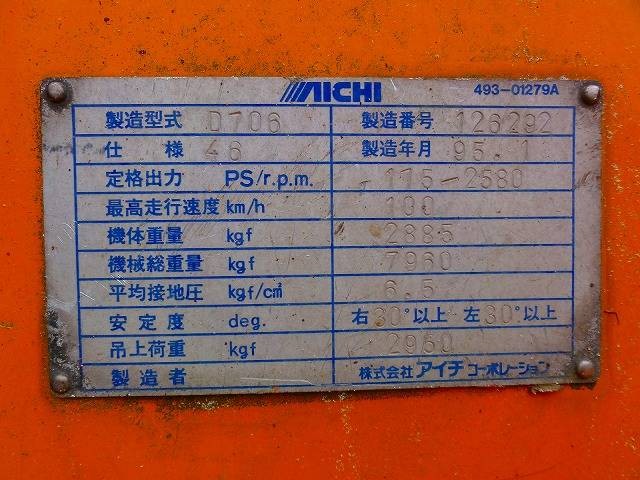 AICHI 493-01279A
製造型式 D706 製造番号 126292
仕様 46 製造年月 95.1
定格出力 PS/r.p.m. 175-2580
最高走行速度 km/h 100
機体重量 kgf 2885
機械総重量 kgf 7960
平均接地圧 kgf/cm² 6.5
安定度 deg. 右30°以上 左30°以上
吊上荷重 kgf 2960
製造者 株式会社アイチコーポレーション